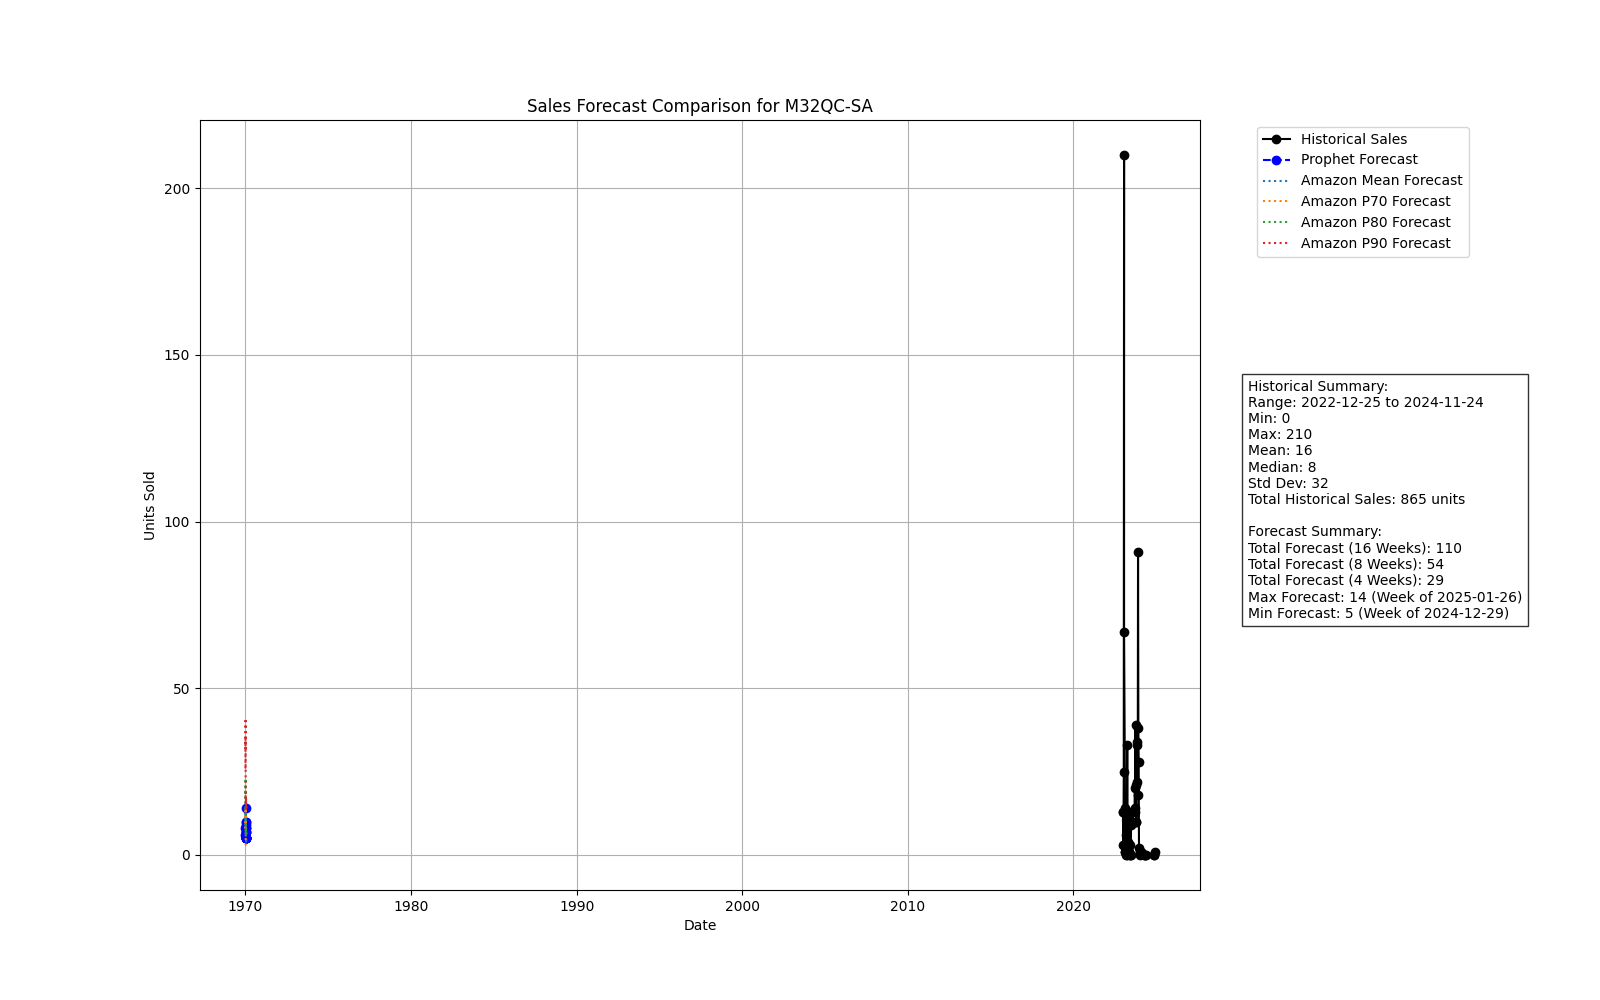 Sales Forecast Comparison for M32QC-SA
Units Sold
200
150
100
50
0
1970
1980
1990
2000
2010
2020
Date
Historical Sales
Prophet Forecast
Amazon Mean Forecast
Amazon P70 Forecast
Amazon P80 Forecast
Amazon P90 Forecast
Historical Summary:
Range: 2022-12-25 to 2024-11-24
Min: 0
Max: 210
Mean: 16
Median: 8
Std Dev: 32
Total Historical Sales: 865 units
Forecast Summary:
Total Forecast (16 Weeks): 110
Total Forecast (8 Weeks): 54
Total Forecast (4 Weeks): 29
Max Forecast: 14 (Week of 2025-01-26)
Min Forecast: 5 (Week of 2024-12-29)